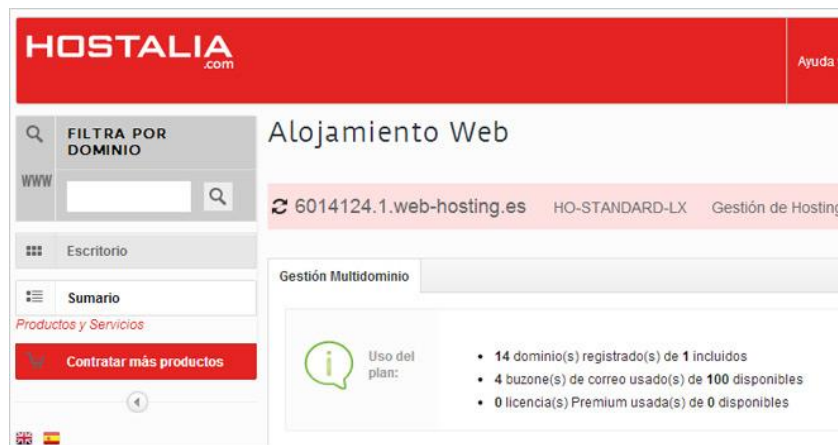 HOSTALIA
.com
Ayuda
FILTRA POR
DOMINIO
WWW
Escritorio
Sumario
Productos y Servicios
Contratar más productos
Alojamiento Web
6014124.1.web-hosting.es HO-STANDARD-LX Gestión de Hosting
Gestión Multidominio
Uso del
plan:
• 14 dominio(s) registrado(s) de 1 incluidos
• 4 buzone(s) de correo usado(s) de 100 disponibles
• 0 licencia(s) Premium usada(s) de 0 disponibles